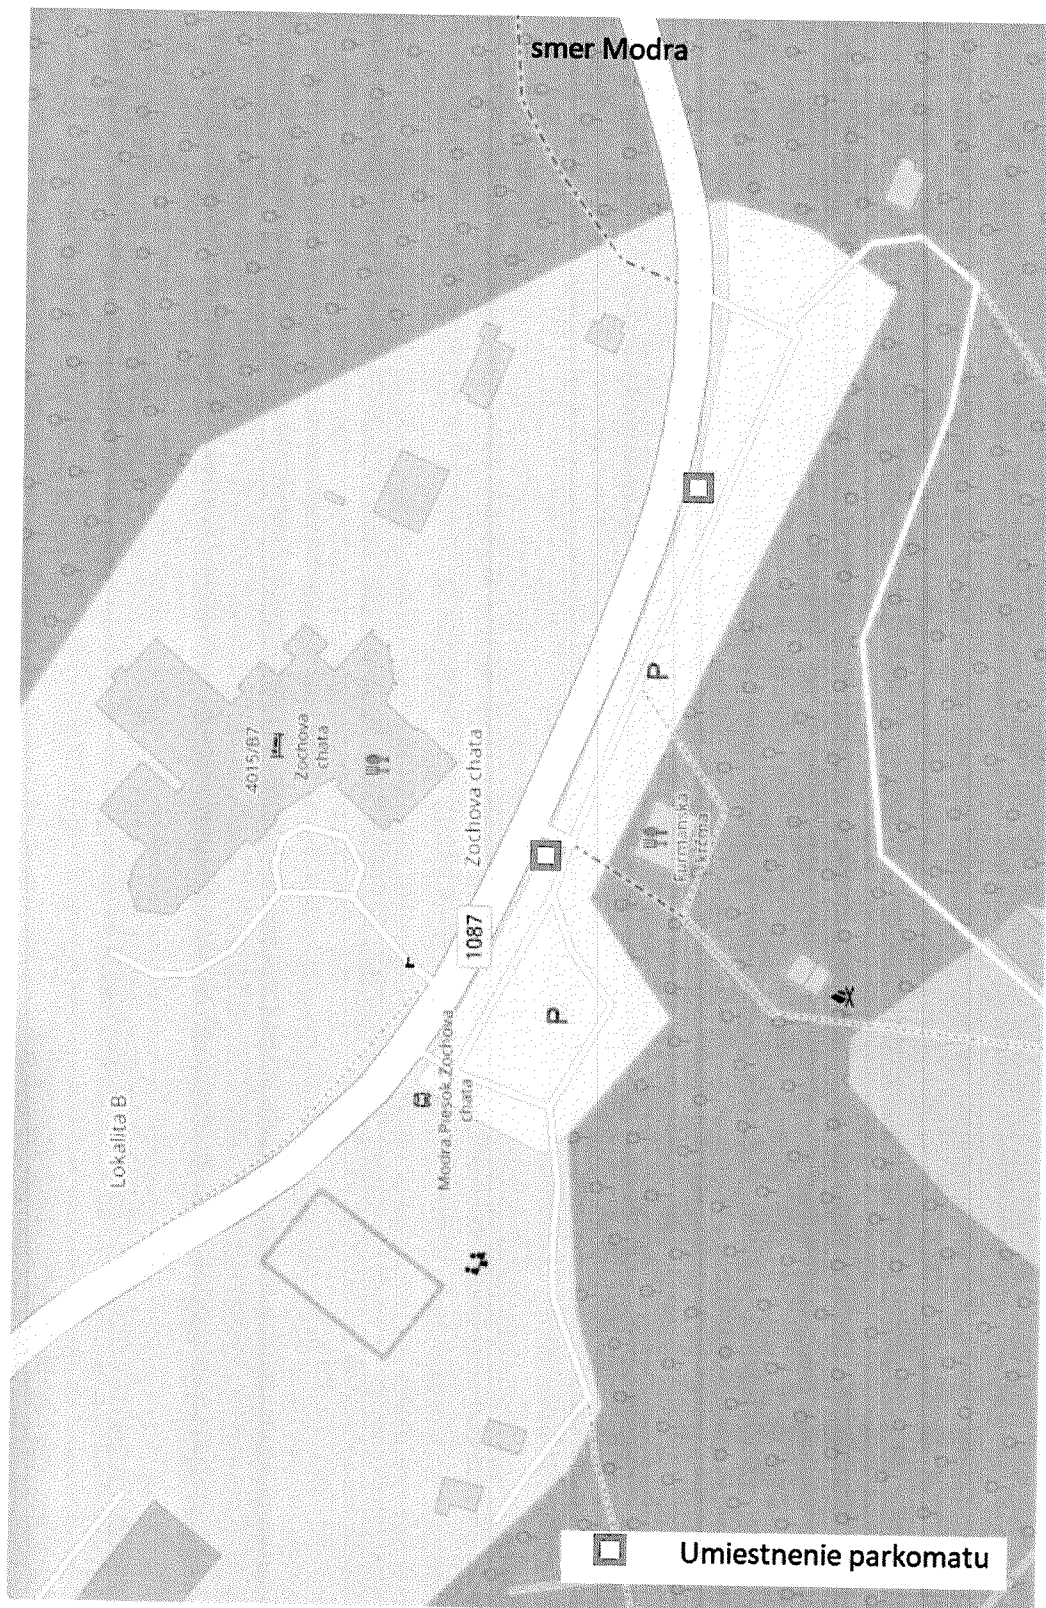 smer Modra
4015/87
Zochova
chata
Zochova Chata
1087
P
Furmanská
krčma
P
Modra,Piesok,Zochova
chata
Lokalita B
Umiestnenie parkomatu